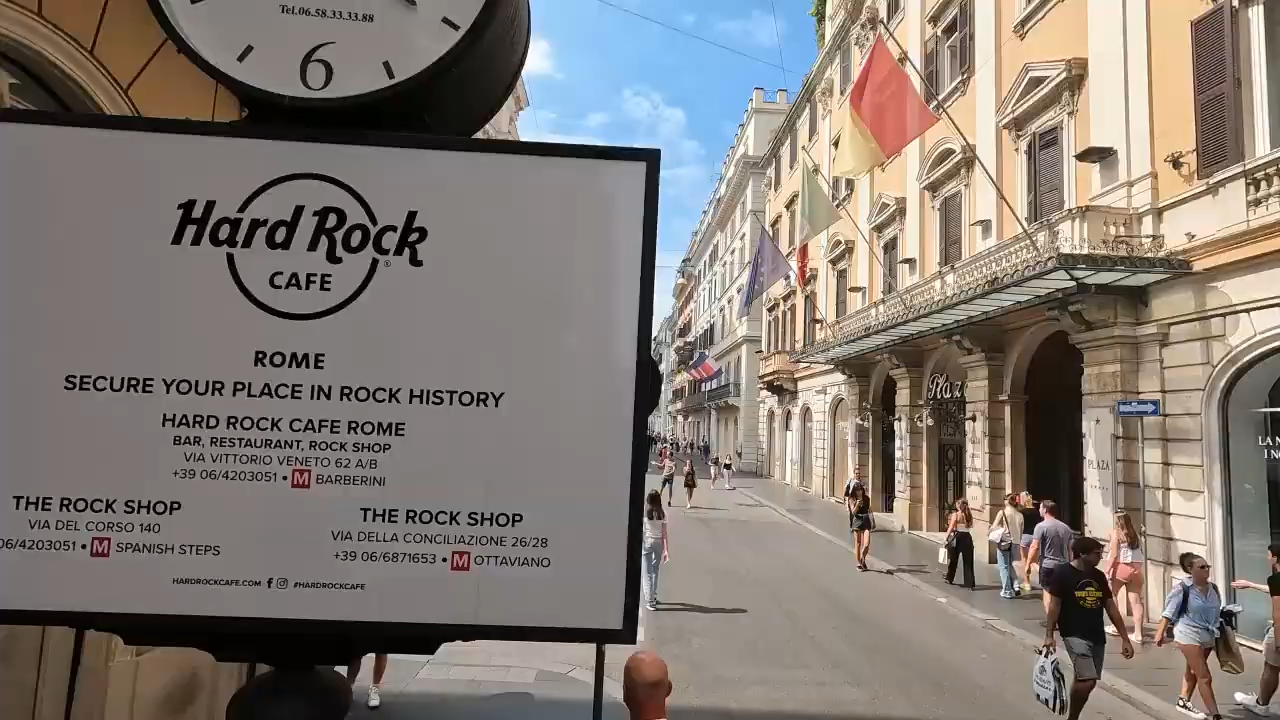 Tel.06.58.33.33.88
6
Hard Rock
CAFE
ROME
SECURE YOUR PLACE IN ROCK HISTORY
HARD ROCK CAFE ROME
BAR, RESTAURANT, ROCK SHOP
VIA VITTORIO VENETO 62 A/B
+39 06/4203051 • M BARBERINI
THE ROCK SHOP
VIA DEL CORSO 140
06/4203051 • M SPANISH STEPS
THE ROCK SHOP
VIA DELLA CONCILIAZIONE 26/28
+39 06/6871653 • M OTTAVIANO
HARDROCKCAFE.COM #HARDROCKCAFE
Plaz
PLAZA
LA N
I NO